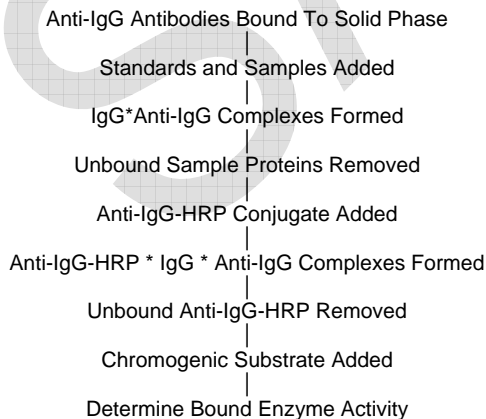 Anti-IgG Antibodies Bound To Solid Phase
Standards and Samples Added
IgG*Anti-IgG Complexes Formed
Unbound Sample Proteins Removed
Anti-IgG-HRP Conjugate Added
Anti-IgG-HRP * IgG * Anti-IgG Complexes Formed
Unbound Anti-IgG-HRP Removed
Chromogenic Substrate Added
Determine Bound Enzyme Activity